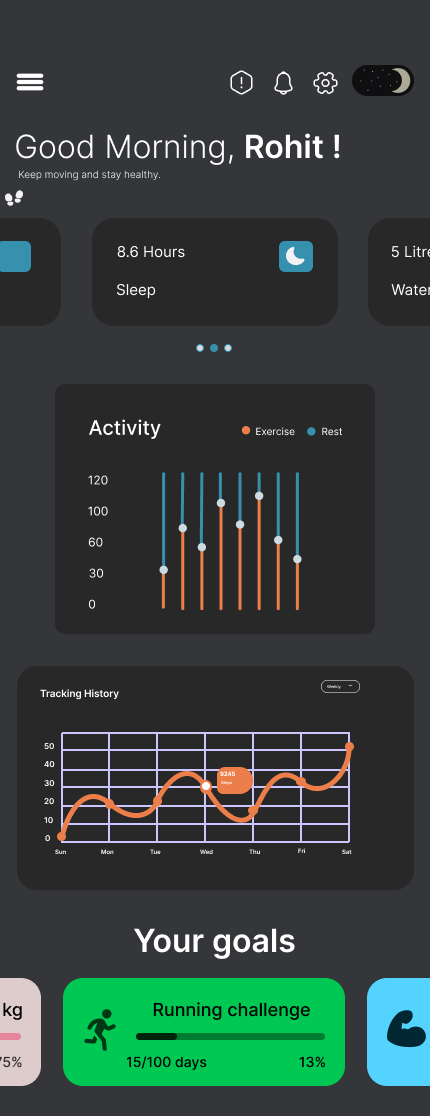 Good Morning, Rohit !
Keep moving and stay healthy.
8.6 Hours
Sleep
5 Litre
Water
Activity
Exercise
Rest
120
100
60
30
0
Tracking History
Weekly
50
40
30
20
10
0
9245
Steps
Sun
Mon
Tue
Wed
Thu
Fri
Sat
Your goals
kg
75%
Running challenge
15/100 days
13%